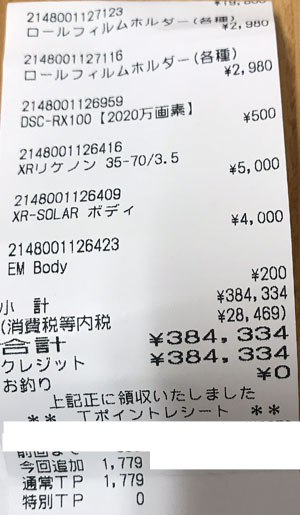 2148001127123
ロールフィルムホルダー(各種)
¥2,980
2148001127116
ロールフィルムホルダー(各種)
¥2,980
2148001126959
DSC-RX100【2020万画素】
¥500
2148001126416
XRリケノン 35-70/3.5
¥5,000
2148001126409
XR-SOLAR ボディ
¥4,000
2148001126423
EM Body
¥200
小 計 ¥384,334
(消費税等内税 ¥28,469)
合計 ¥384,334
クレジット ¥384,334
お釣り ¥0
上記正に領収いたしました
** Tポイントレシート **
今回追加 1,779
通常TP 1,779
特別TP 0